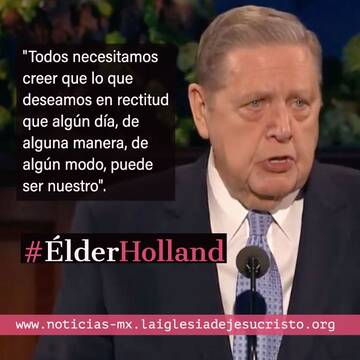 "Todos necesitamos
creer que lo que
deseamos en rectitud
que algún día, de
alguna manera, de
algún modo, puede
ser nuestro".
#ÉlderHolland
www.noticias-mx.laiglesiadejesucristo.org